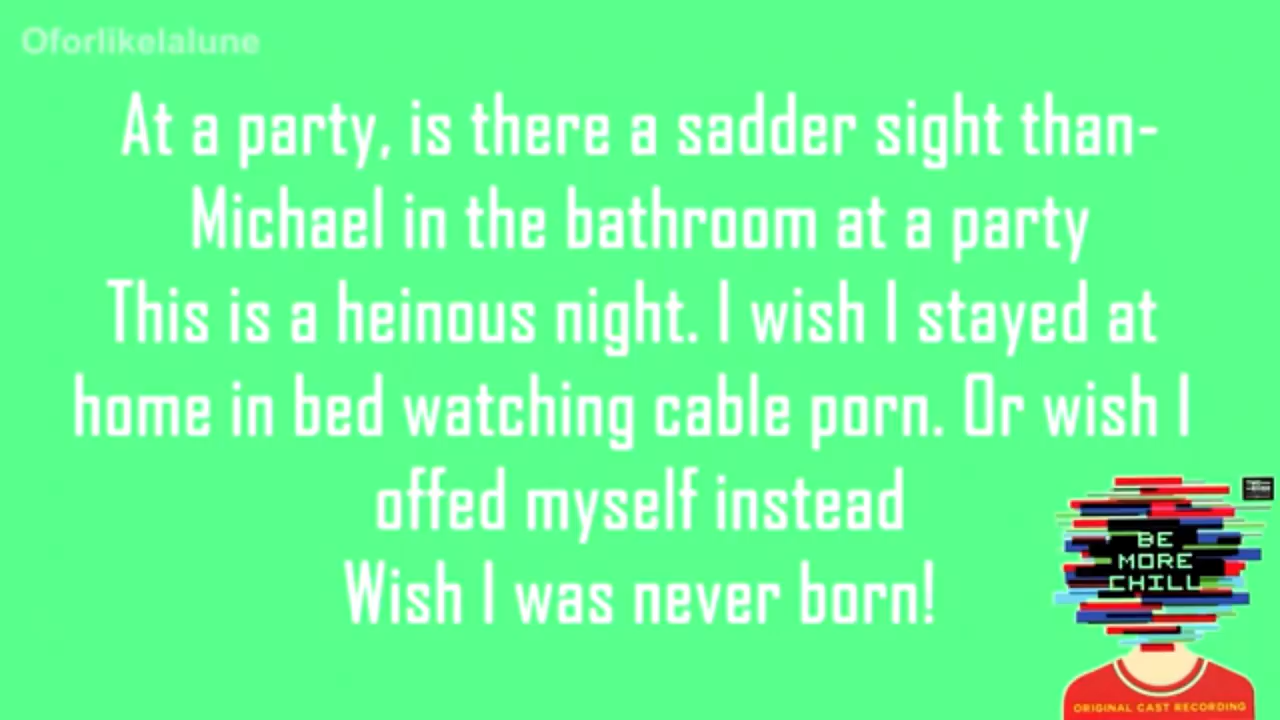 Oforlikelalune
At a party, is there a sadder sight than-
Michael in the bathroom at a party
This is a heinous night. I wish I stayed at
home in bed watching cable porn. Or wish I
offed myself instead
Wish I was never born!
BE
MORE
CHILL
ORIGINAL CAST RECORDING